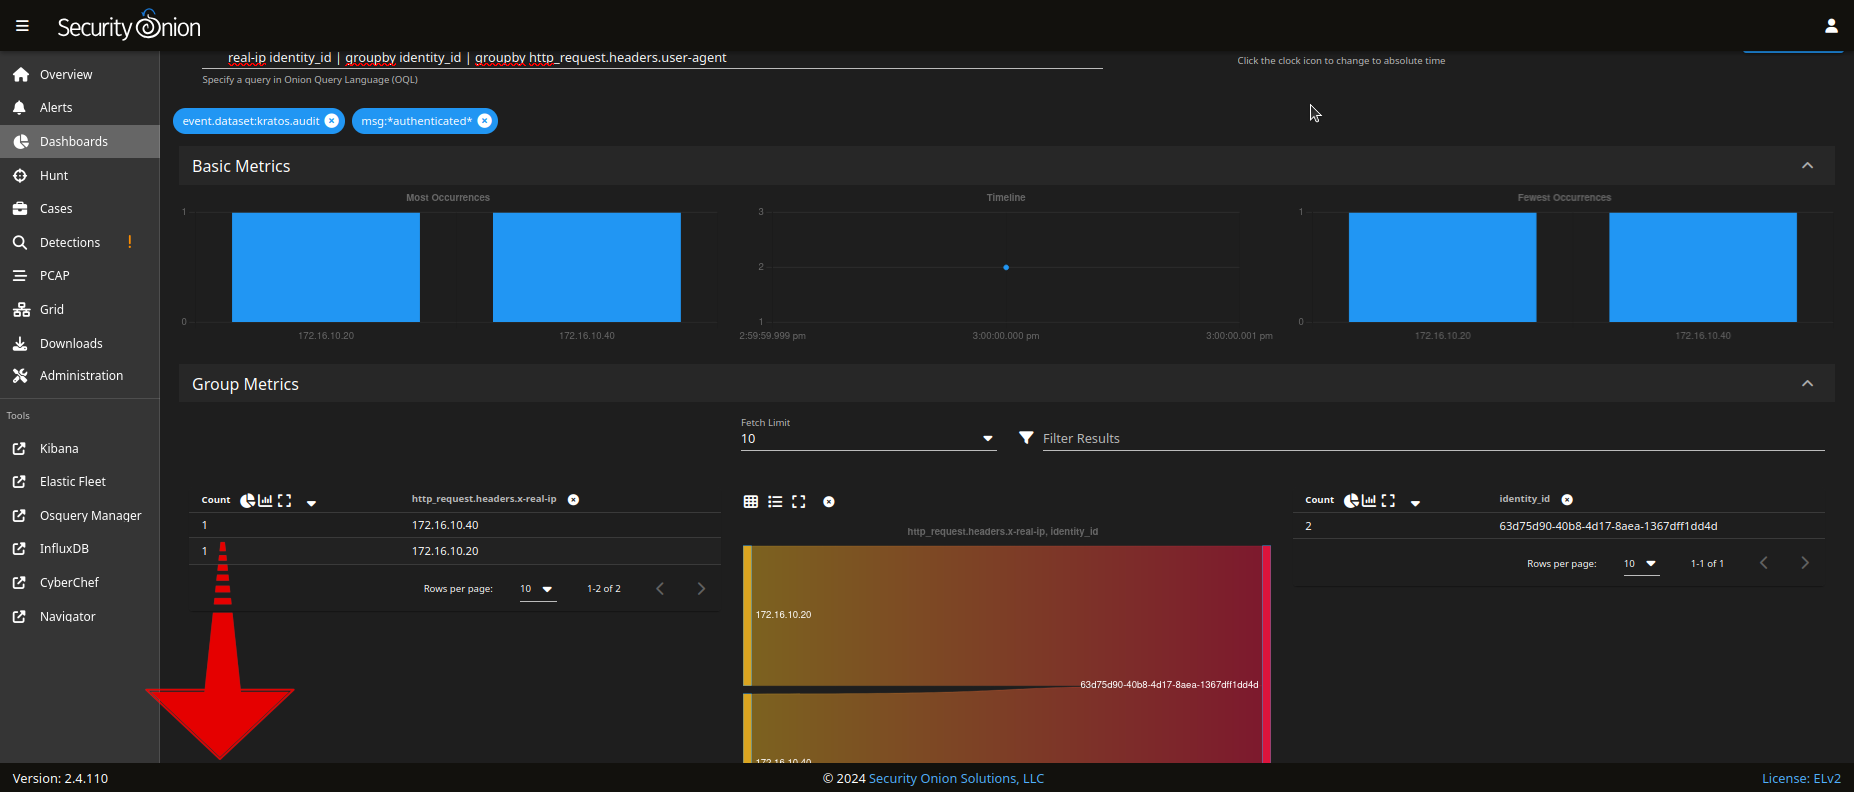 Security Onion
real-ip identity_id | groupby identity_id | groupby http_request.headers.user-agent
Specify a query in Onion Query Language (OQL)
Click the clock icon to change to absolute time
event.dataset:kratos.audit
msg:*authenticated*
Overview
Alerts
Dashboards
Hunt
Cases
Detections !
PCAP
Grid
Downloads
Administration
Tools
Kibana
Elastic Fleet
Osquery Manager
InfluxDB
CyberChef
Navigator
Basic Metrics
Most Occurrences
1
0
172.16.10.20 172.16.10.40
Timeline
3
2
1
2:59:59.999 pm 3:00:00.000 pm 3:00:00.001 pm
Fewest Occurrences
1
0
172.16.10.20 172.16.10.40
Group Metrics
Fetch Limit
10
Filter Results
Count http_request.headers.x-real-ip
1 172.16.10.40
1 172.16.10.20
Rows per page: 10 1-2 of 2
http_request.headers.x-real-ip, identity_id
172.16.10.20
63d75d90-40b8-4d17-8aea-1367dff1dd4d
172.16.10.40
Count identity_id
2 63d75d90-40b8-4d17-8aea-1367dff1dd4d
Rows per page: 10 1-1 of 1
Version: 2.4.110
© 2024 Security Onion Solutions, LLC
License: ELv2